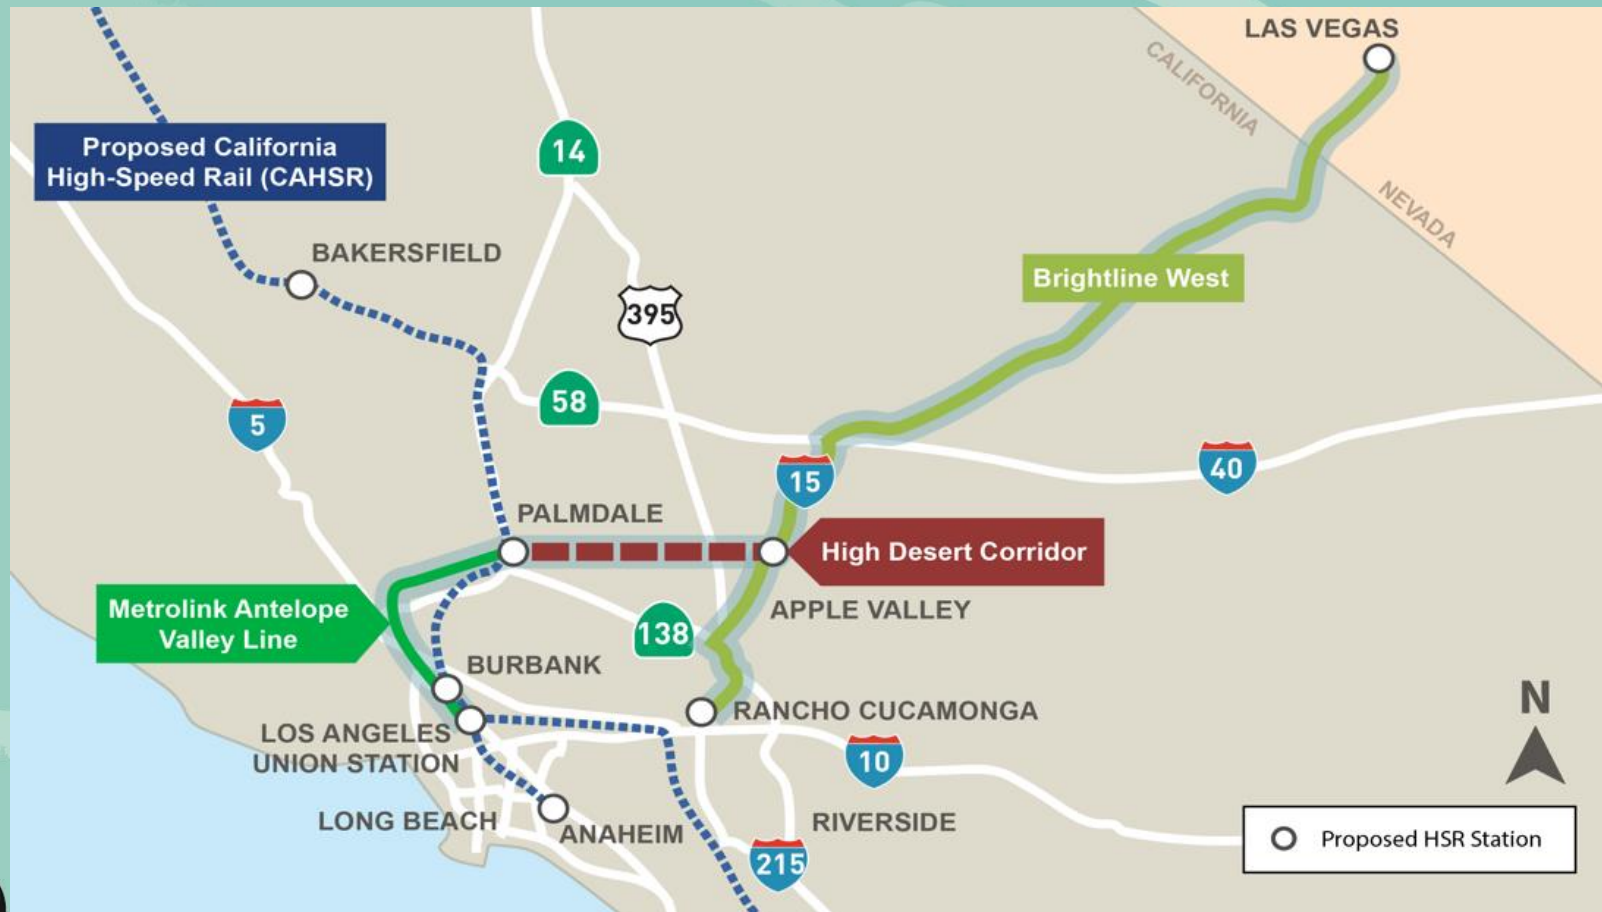 LAS VEGAS
CALIFORNIA
NEVADA
Proposed California
High-Speed Rail (CAHSR)
14
BAKERSFIELD
Brightline West
395
58
5
40
15
PALMDALE
High Desert Corridor
Metrolink Antelope
Valley Line
138
APPLE VALLEY
BURBANK
RANCHO CUCAMONGA
N
LOS ANGELES
UNION STATION
10
LONG BEACH
ANAHEIM
RIVERSIDE
215
Proposed HSR Station